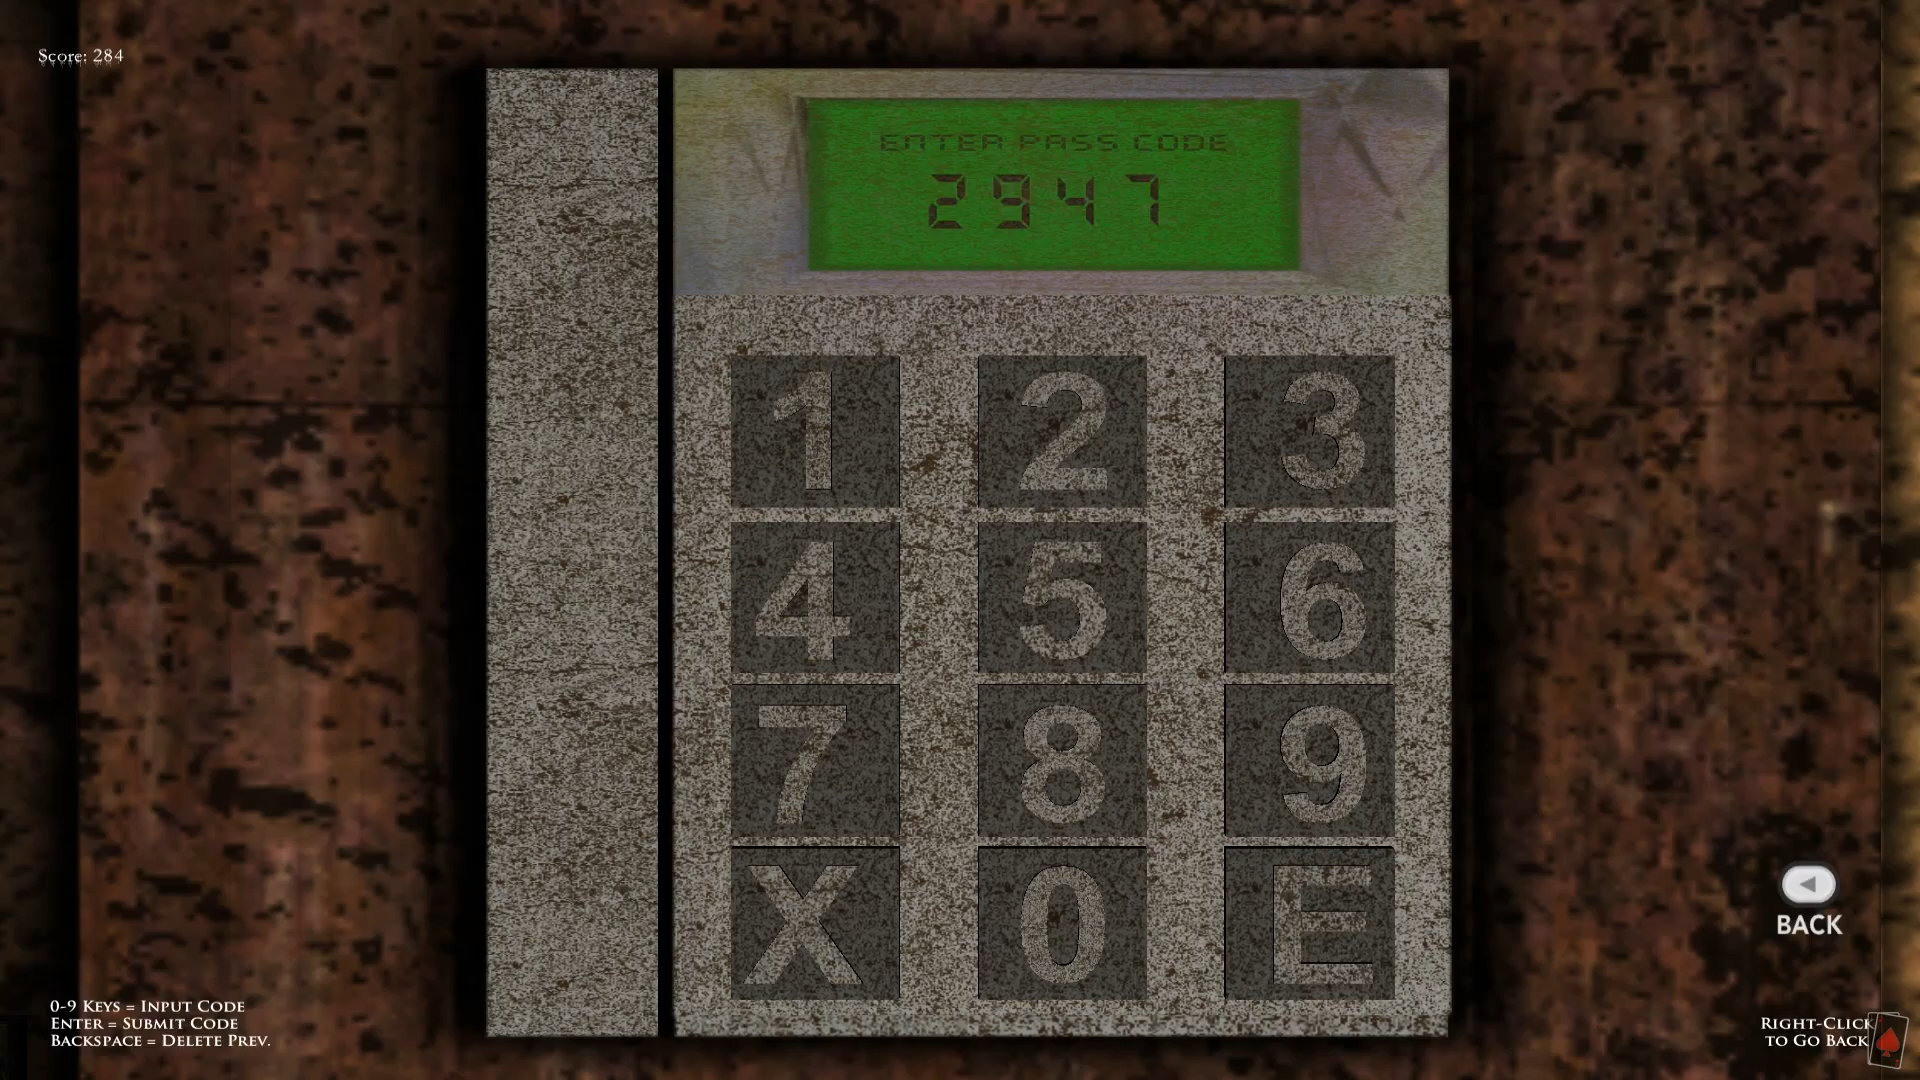 Score: 284
ENTER PASS CODE
2947
1 2 3
4 5 6
7 8 9
X 0 E
BACK
0-9 Keys = Input Code
Enter = Submit Code
Backspace = Delete Prev.
Right-Click
to Go Back